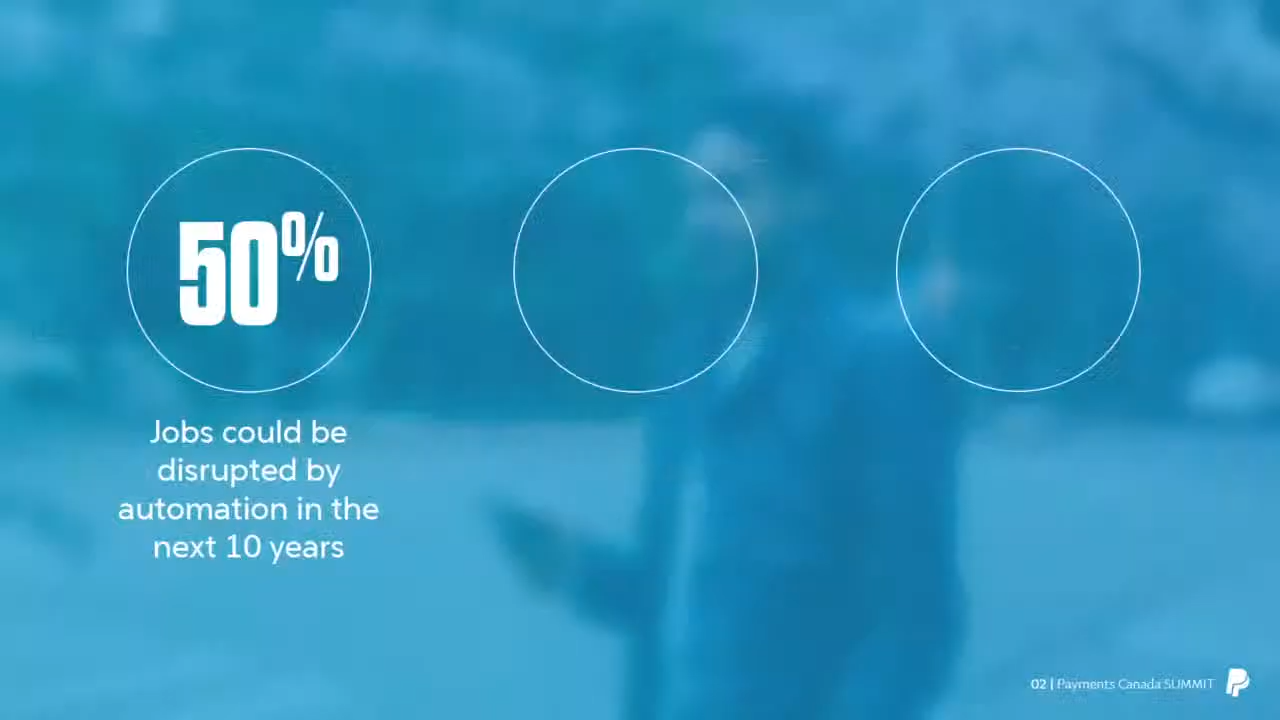 50%
Jobs could be
disrupted by
automation in the
next 10 years
02 | Payments Canada SUMMIT